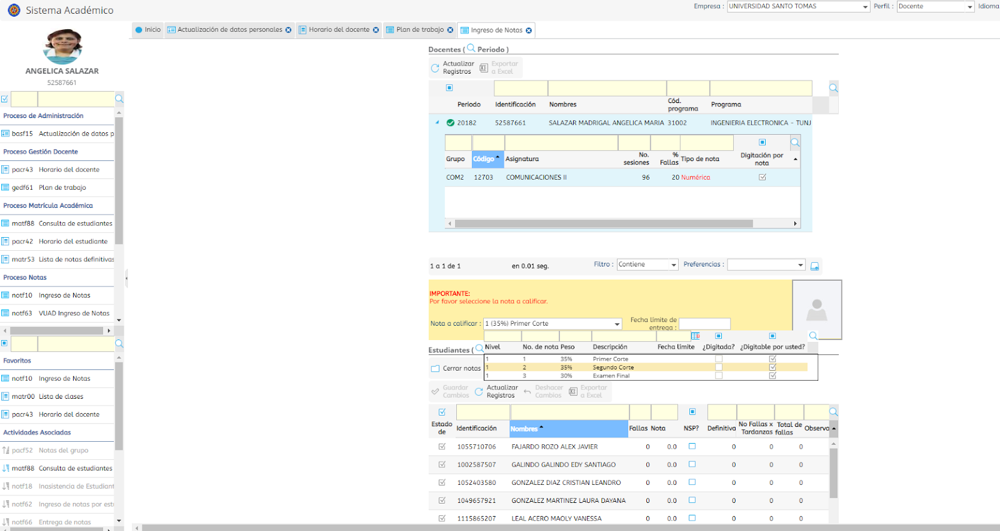 Sistema Académico
Empresa : UNIVERSIDAD SANTO TOMAS Perfil : Docente Idioma
ANGELICA SALAZAR
52587661
Proceso de Administración
basf15 Actualización de datos p
Proceso Gestión Docente
pacr43 Horario del docente
gedf61 Plan de trabajo
Proceso Matrícula Académica
matf88 Consulta de estudiantes
pacr42 Horario del estudiante
matr53 Lista de notas definitivas
Proceso Notas
notf10 Ingreso de Notas
notf63 VUAD Ingreso de Notas
Favoritos
notf10 Ingreso de Notas
matr00 Lista de clases
pacr43 Horario del docente
Actividades Asociadas
pacf52 Notas del grupo
matf88 Consulta de estudiantes
notf18 Inasistencia de Estudiant
notf62 Ingreso de notas por est
notf66 Entrega de notas
Inicio Actualización de datos personales Horario del docente Plan de trabajo Ingreso de Notas
Docentes ( Periodo )
Actualizar Registros Exportar a Excel
Periodo Identificación Nombres Cód. programa Programa
20182 52587661 SALAZAR MADRIGAL ANGELICA MARIA 31002 INGENIERIA ELECTRONICA - TUNJ
Grupo Código Asignatura No. sesiones % Fallas Tipo de nota Digitación por nota
COM2 12703 COMUNICACIONES II 96 20 Numérica
1 a 1 de 1 en 0.01 seg. Filtro : Contiene Preferencias :
IMPORTANTE:
Por favor seleccione la nota a calificar.
Nota a calificar : 1 (35%) Primer Corte Fecha límite de entrega :
Estudiantes (
Nivel No. de nota Peso Descripción Fecha límite ¿Digitada? ¿Digitable por usted?
1 1 35% Primer Corte
1 2 35% Segundo Corte
1 3 30% Examen Final
Cerrar notas
Guardar Cambios Actualizar Registros Deshacer Cambios Exportar a Excel
Estado de Identificación Nombres Fallas Nota NSP? Definitiva No Fallas x Tardanzas Total de fallas Observa
1055710706 FAJARDO ROZO ALEX JAVIER 0 0.0 0 0 0
1002587507 GALINDO GALINDO EDY SANTIAGO 0 0.0 0 0 0
1052403580 GONZALEZ DIAZ CRISTIAN LEANDRO 0 0.0 0 0 0
1049657921 GONZALEZ MARTINEZ LAURA DAYANA 0 0.0 0 0 0
1115865207 LEAL ACERO MAOLY VANESSA 0 0.0 0 0 0